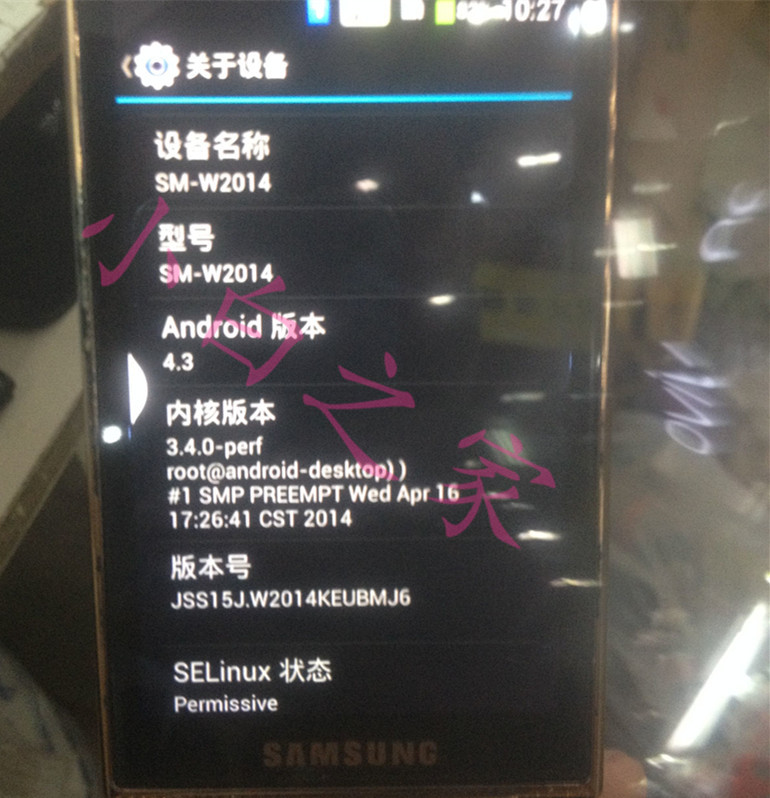 10:27
关于设备
设备名称
SM-W2014
型号
SM-W2014
Android 版本
4.3
内核版本
3.4.0-perf
root@android-desktop) )
#1 SMP PREEMPT Wed Apr 16
17:26:41 CST 2014
版本号
JSS15J.W2014KEUBMJ6
SELinux 状态
Permissive
SAMSUNG
小白之家